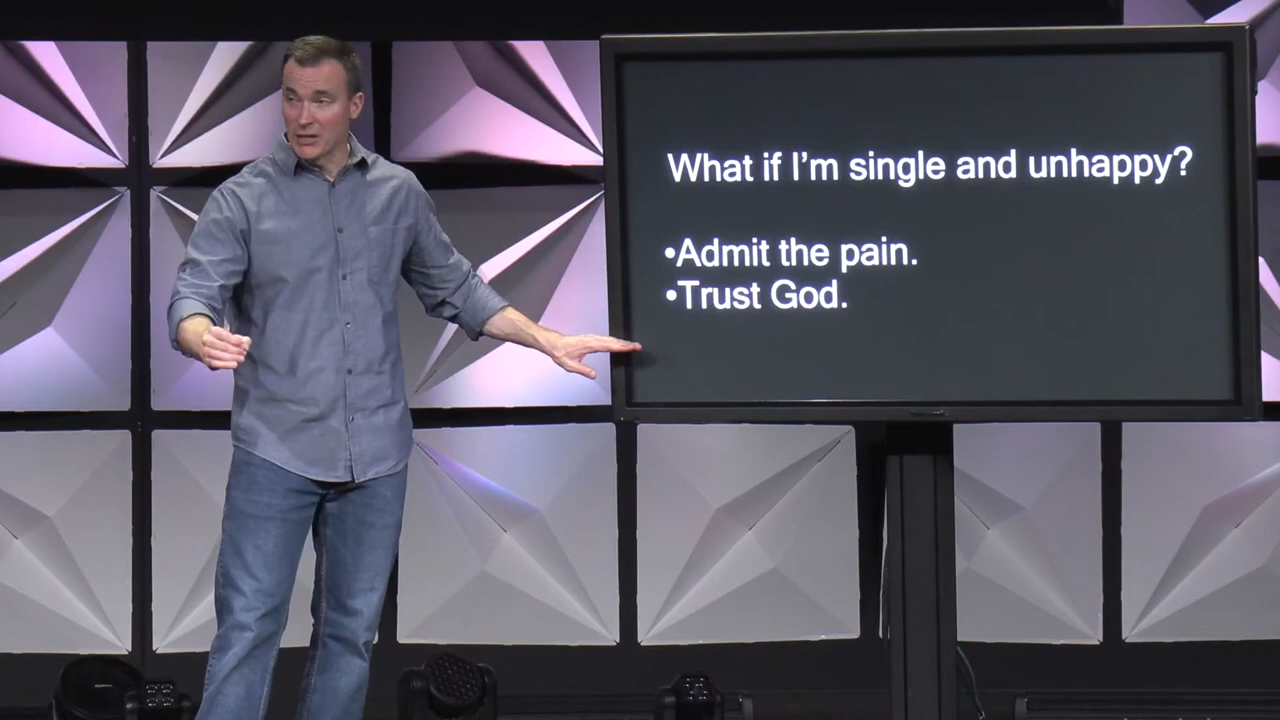 What if I'm single and unhappy?
•Admit the pain.
•Trust God.